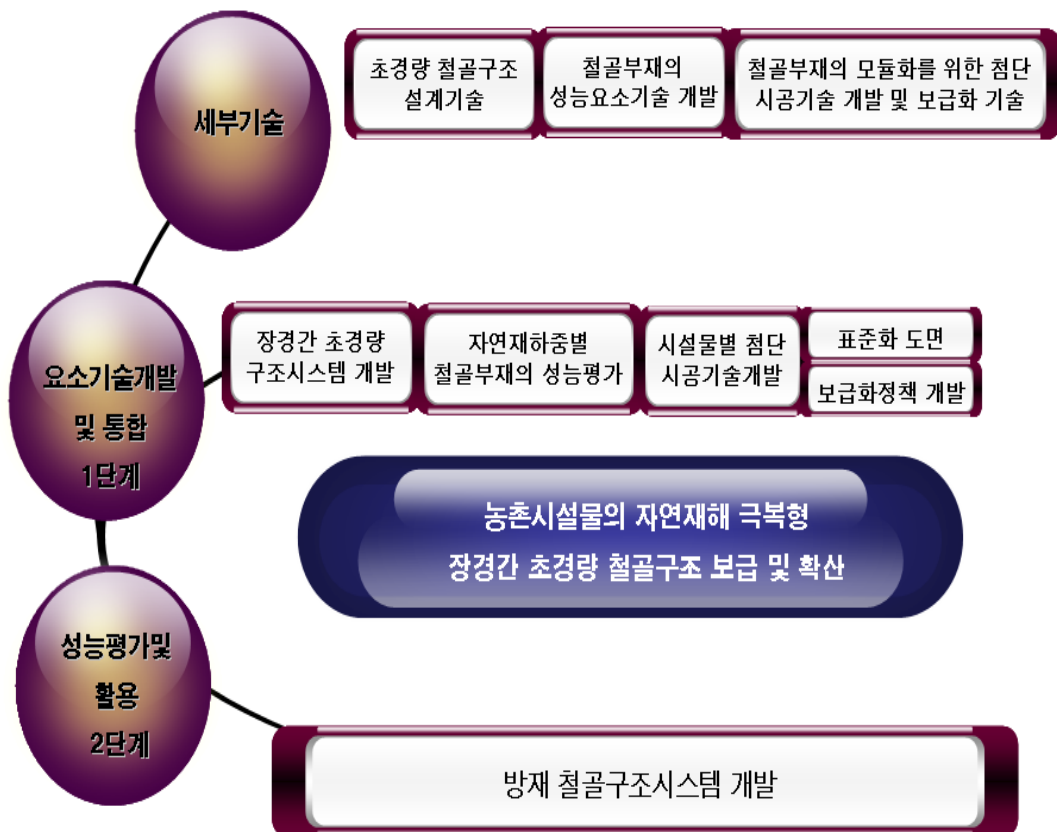 세부기술
초경량 철골구조
설계기술
철골부재의
성능요소기술 개발
철골부재의 모듈화를 위한 첨단
시공기술 개발 및 보급화 기술
요소기술개발
및 통합
1단계
장경간 초경량
구조시스템 개발
자연재하중별
철골부재의 성능평가
시설물별 첨단
시공기술개발
표준화 도면
보급화정책 개발
농촌시설물의 자연재해 극복형
장경간 초경량 철골구조 보급 및 확산
성능평가및
활용
2단계
방재 철골구조시스템 개발